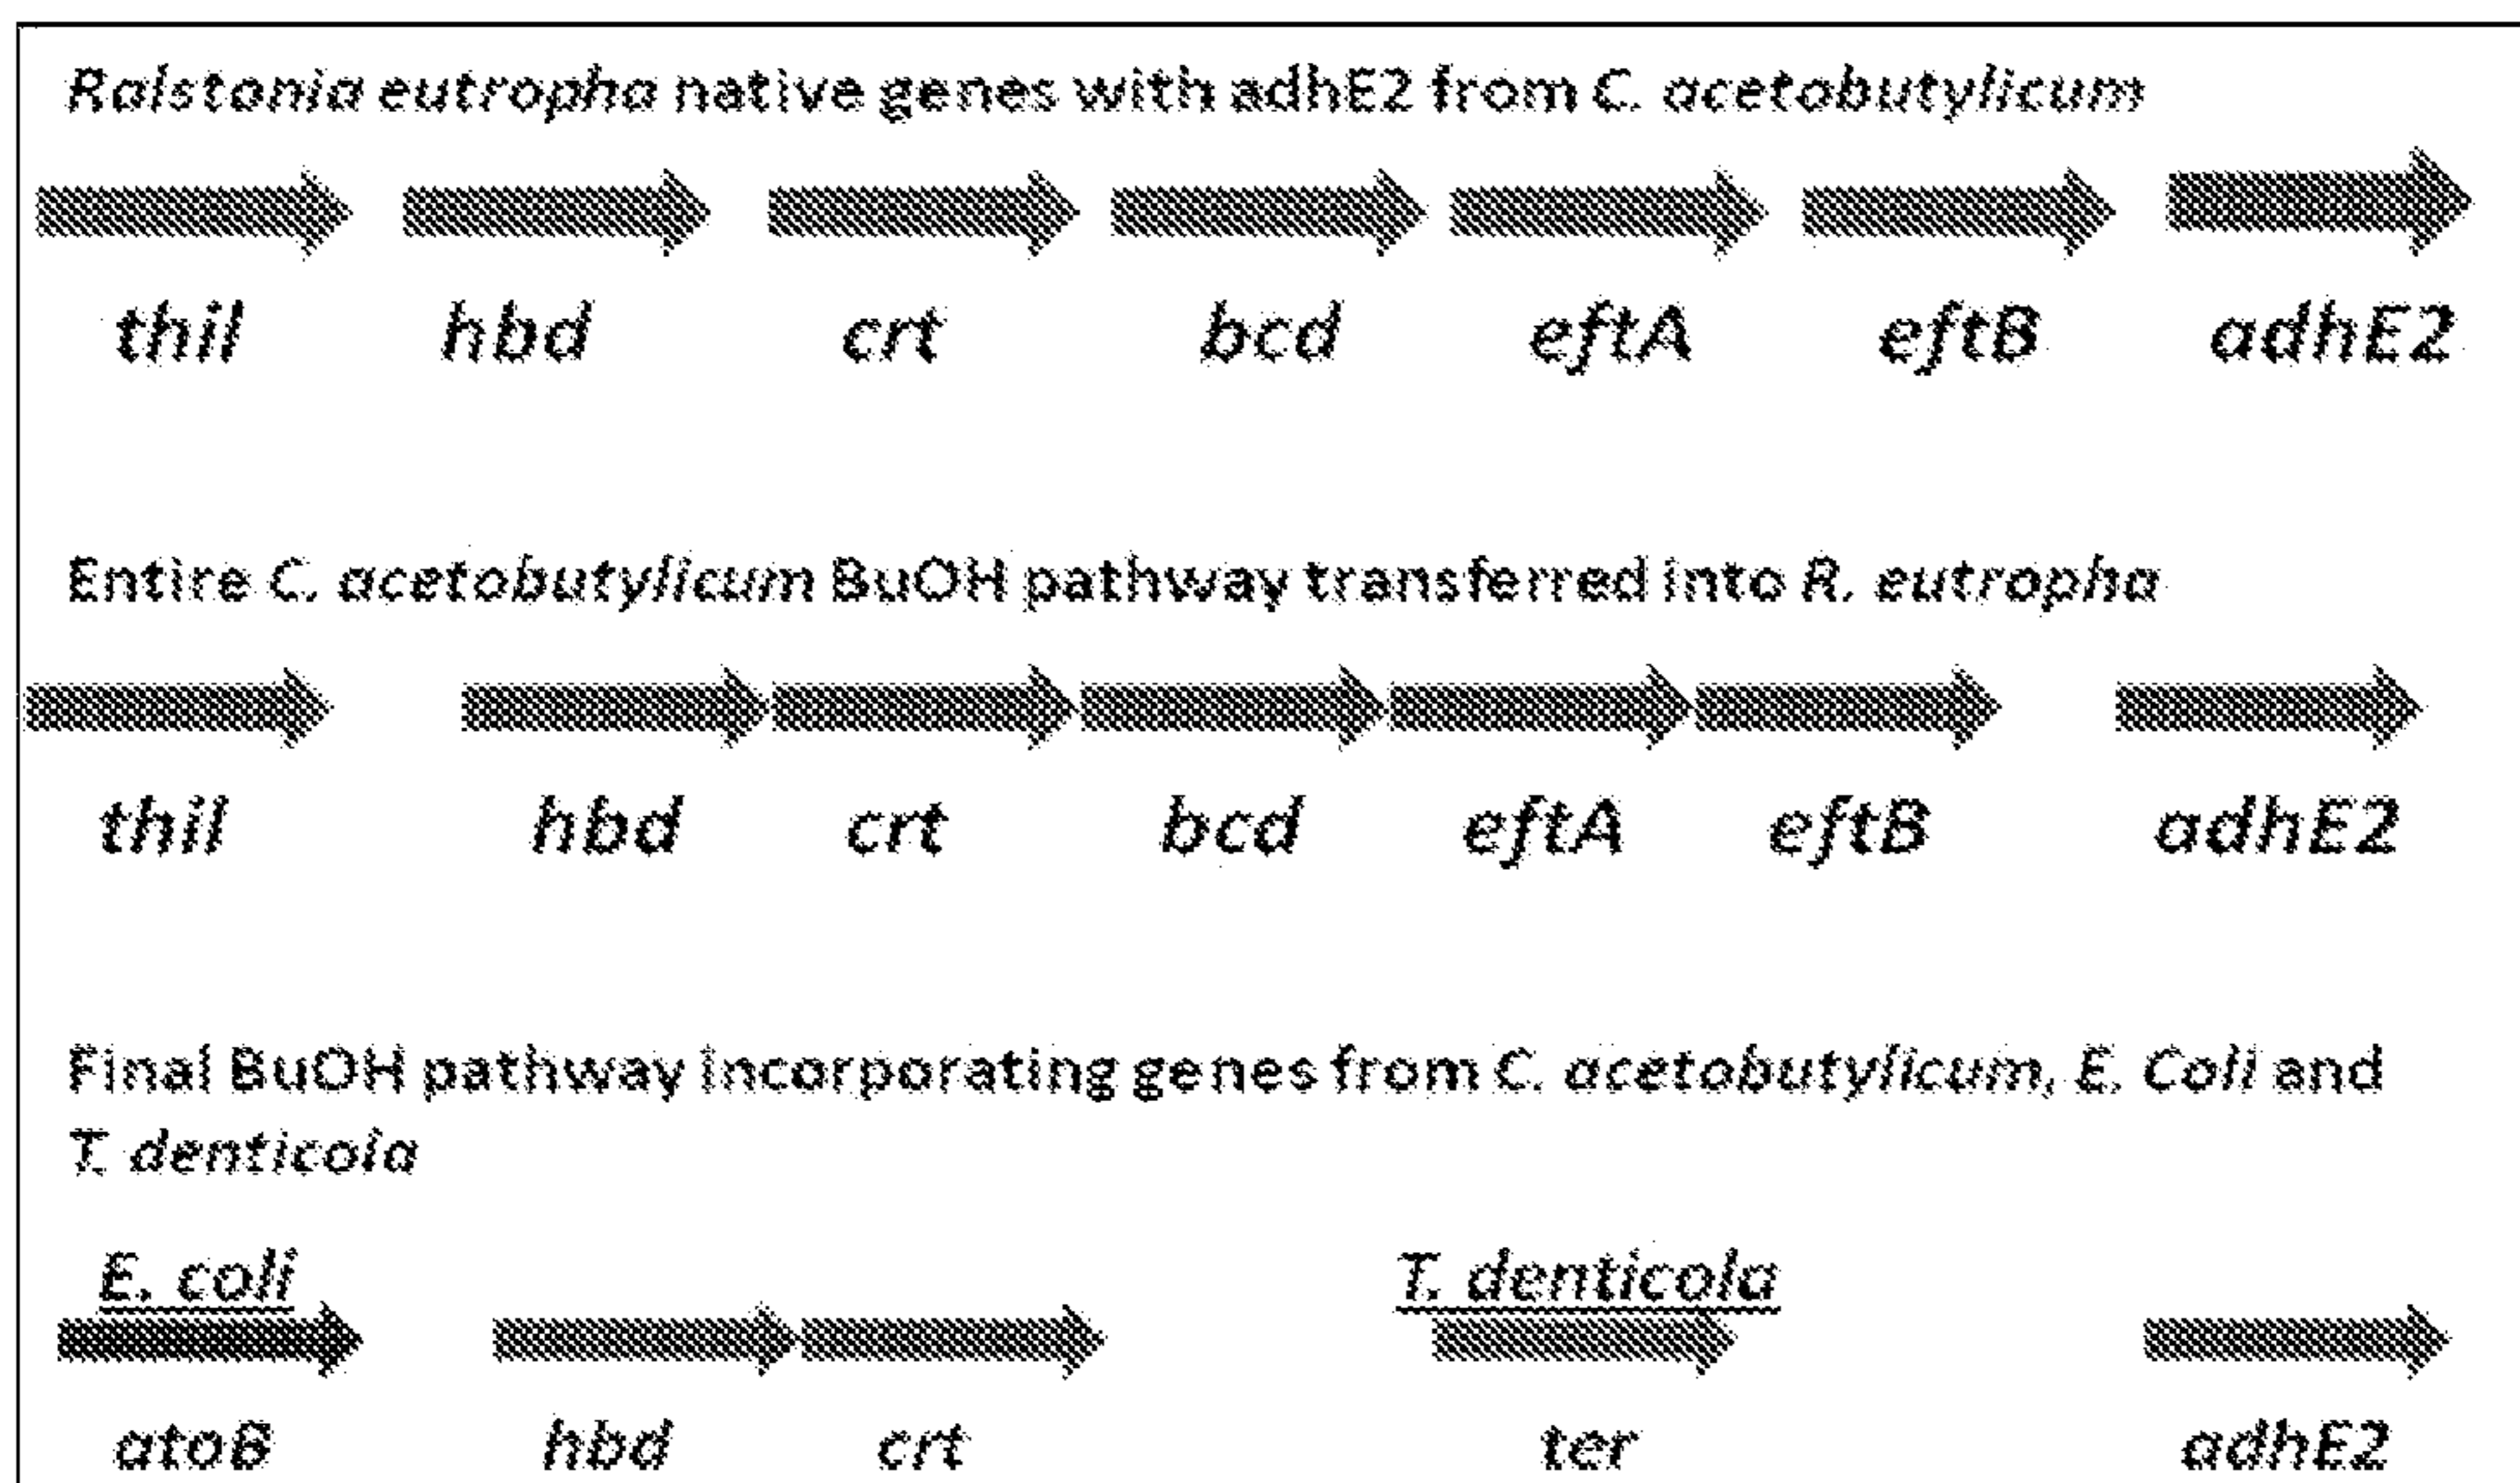 Ralstonia eutropha native genes with adhE2 from C. acetobutylicum
thil hbd crt bcd eftA eftB adhE2
Entire C. acetobutylicum BuOH pathway transferred into R. eutropha
thil hbd crt bcd eftA eftB adhE2
Final BuOH pathway incorporating genes from C. acetobutylicum, E. Coli and
T. denticola
E. coli T. denticola
atoB hbd crt ter adhE2